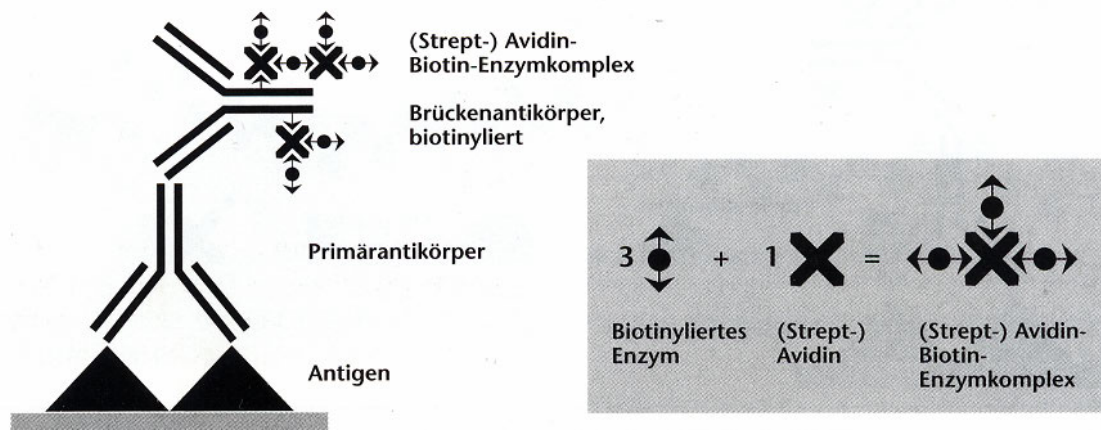 (Strept-) Avidin-
Biotin-Enzymkomplex
Brückenantikörper,
biotinyliert
Primärantikörper
Antigen
3 + 1 =
Biotinyliertes
Enzym
(Strept-)
Avidin
(Strept-) Avidin-
Biotin-
Enzymkomplex